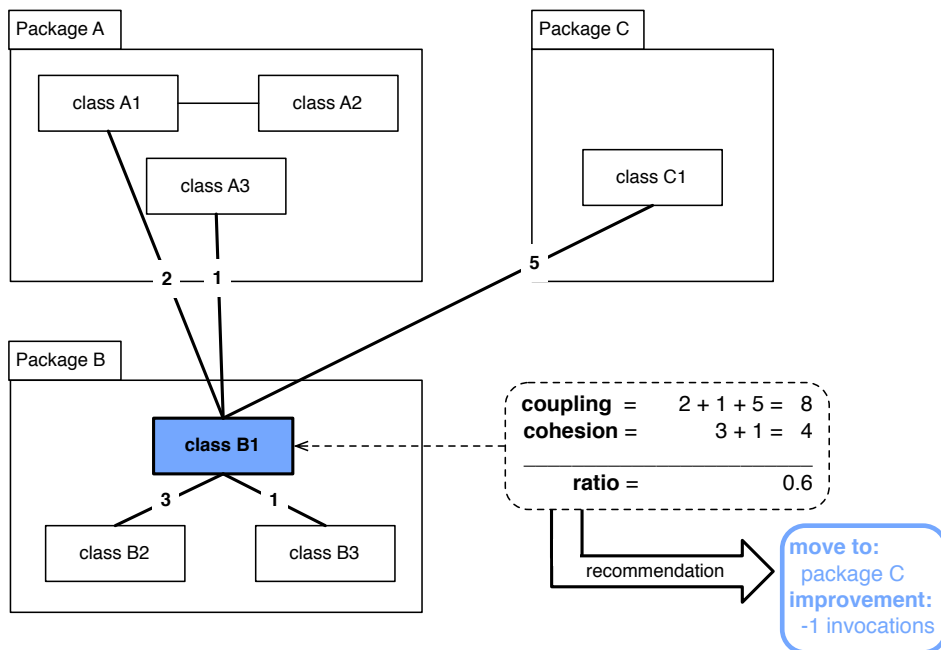 Package A
Package C
class A1
class A2
class A3
class C1
2
1
5
Package B
class B1
3
1
class B2
class B3
coupling = 2 + 1 + 5 = 8
cohesion = 3 + 1 = 4
ratio = 0.6
recommendation
move to:
package C
improvement:
-1 invocations